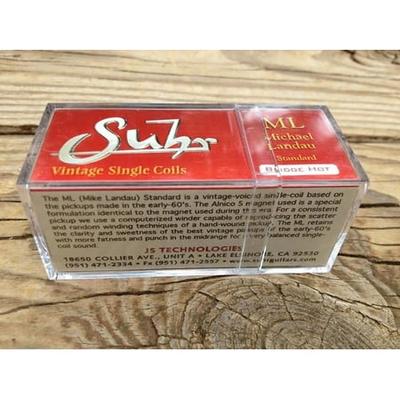 Suhr
Vintage Single Coils
ML
Michael
Landau
Standard
Bridge Hot
The ML (Mike Landau) Standard is a vintage-voiced single-coil based on
the pickups made in the early-60's. The Alnico 5 magnet used is a special
formulation identical to the magnet used during this era. For a consistent
pickup we use a computerized winder capable of reproducing the scatter
and random winding techniques of a hand-wound pickup. The ML retains
the clarity and sweetness of the best vintage pickups of the early-60's
with more fatness and punch in the midrange for a very balanced single-
coil sound.
JS TECHNOLOGIES
18650 COLLIER AVE., UNIT A • LAKE ELSINORE, CA 92530
(951) 471-2334 • Fx (951) 471-2557 • www.suhrguitars.com